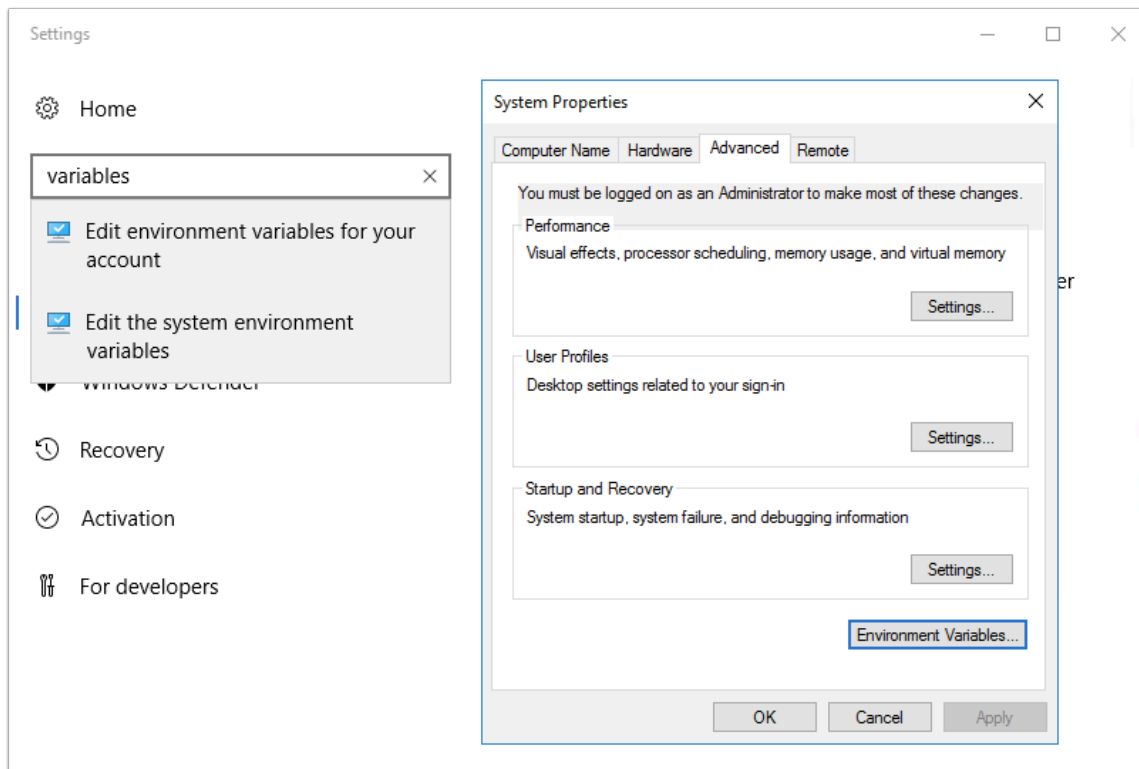 Settings
Home
variables
Edit environment variables for your
account
Edit the system environment
variables
Windows Defender
Recovery
Activation
For developers
System Properties
Computer Name
Hardware
Advanced
Remote
You must be logged on as an Administrator to make most of these changes.
Performance
Visual effects, processor scheduling, memory usage, and virtual memory
Settings...
User Profiles
Desktop settings related to your sign-in
Settings...
Startup and Recovery
System startup, system failure, and debugging information
Settings...
Environment Variables...
OK
Cancel
Apply
er